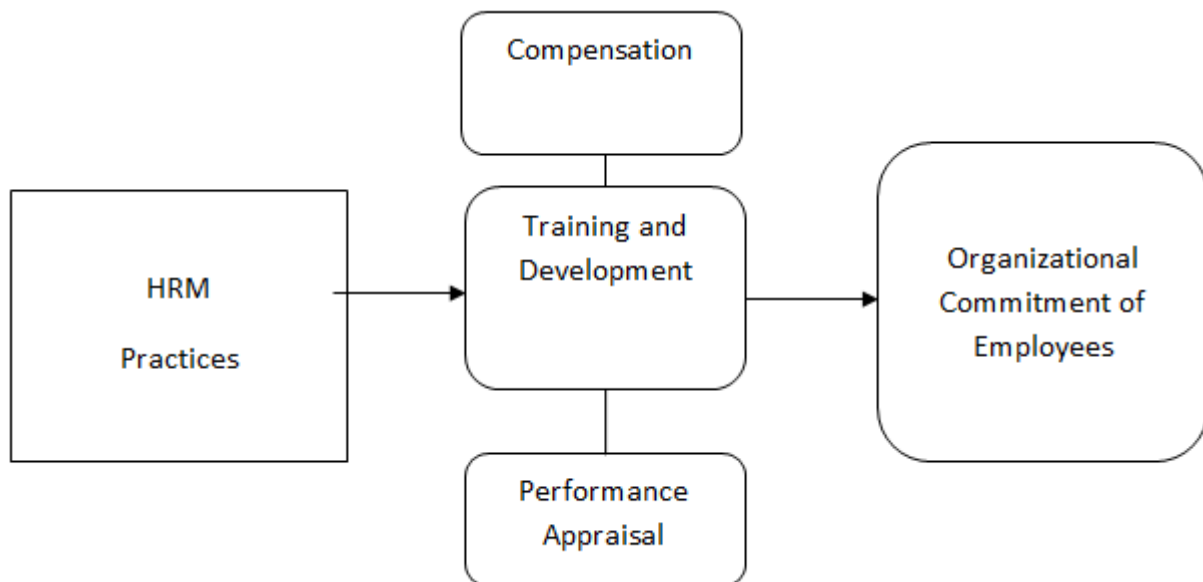 Compensation
HRM
Practices
Training and
Development
Organizational
Commitment of
Employees
Performance
Appraisal